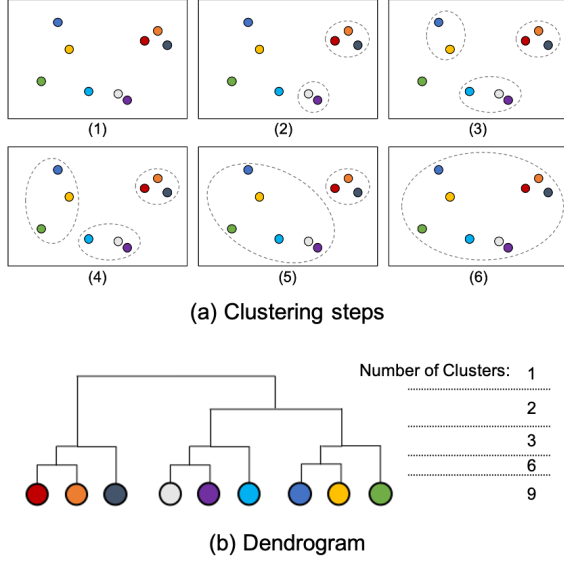 (1) (2) (3)
(4) (5) (6)
(a) Clustering steps
Number of Clusters: 1
2
3
6
9
(b) Dendrogram